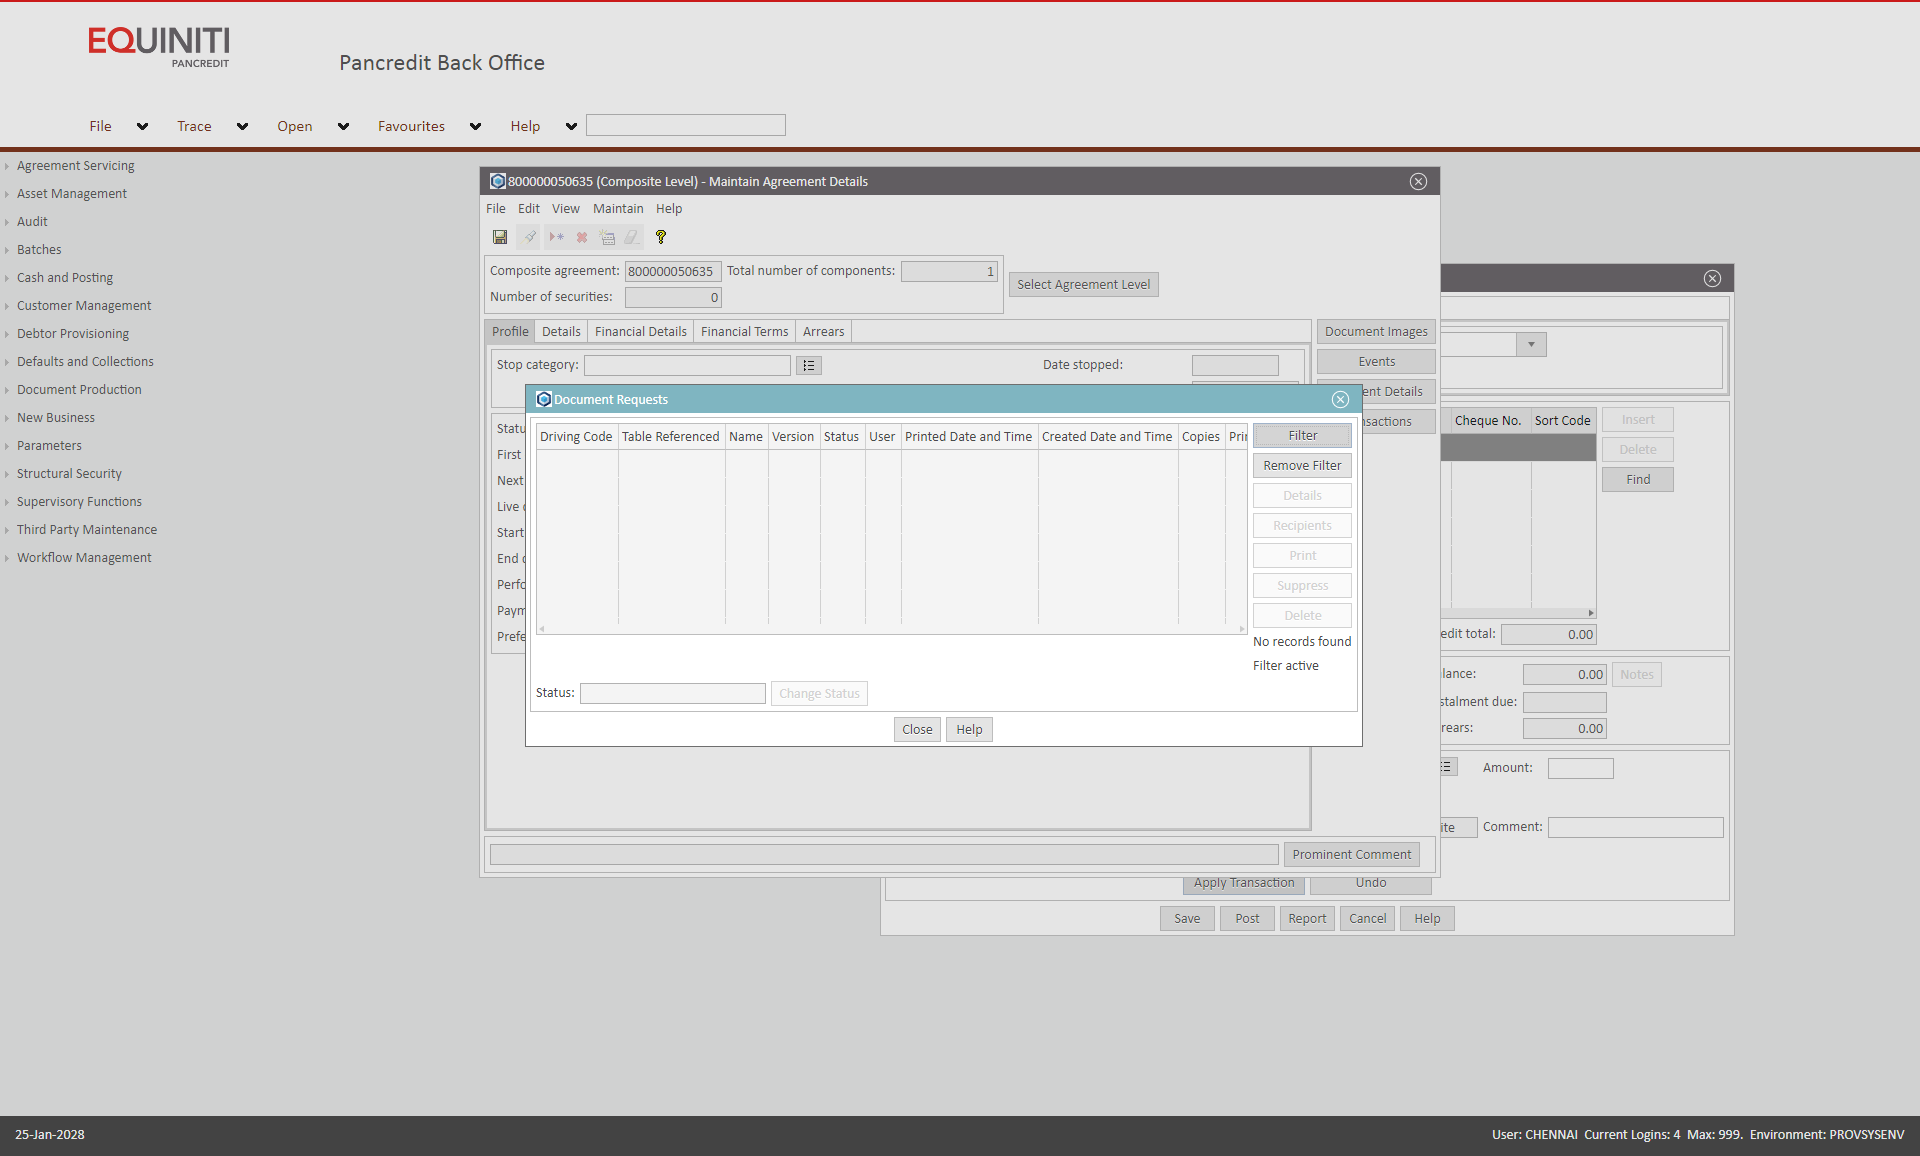 EQUINITI
PANCREDIT
Pancredit Back Office
File Trace Open Favourites Help
Agreement Servicing
Asset Management
Audit
Batches
Cash and Posting
Customer Management
Debtor Provisioning
Defaults and Collections
Document Production
New Business
Parameters
Structural Security
Supervisory Functions
Third Party Maintenance
Workflow Management
800000050635 (Composite Level) - Maintain Agreement Details
File Edit View Maintain Help
Composite agreement: 800000050635 Total number of components: 1
Number of securities: 0
Select Agreement Level
Profile Details Financial Details Financial Terms Arrears
Document Images
Events
Details
Stop category: Date stopped:
First
Next
Live
Start
End
Document Requests
Driving Code Table Referenced Name Version Status User Printed Date and Time Created Date and Time Copies
Filter
Remove Filter
Details
Recipients
Print
Suppress
Delete
No records found
Filter active
Status: Change Status
Close Help
Prominent Comment
Cheque No. Sort Code
Insert
Delete
Find
edit total: 0.00
lance: 0.00 Notes
stalment due:
rears: 0.00
Amount:
ite Comment:
Apply Transaction Undo
Save Post Report Cancel Help
25-Jan-2028
User: CHENNAI Current Logins: 4 Max: 999. Environment: PROVSYSENV